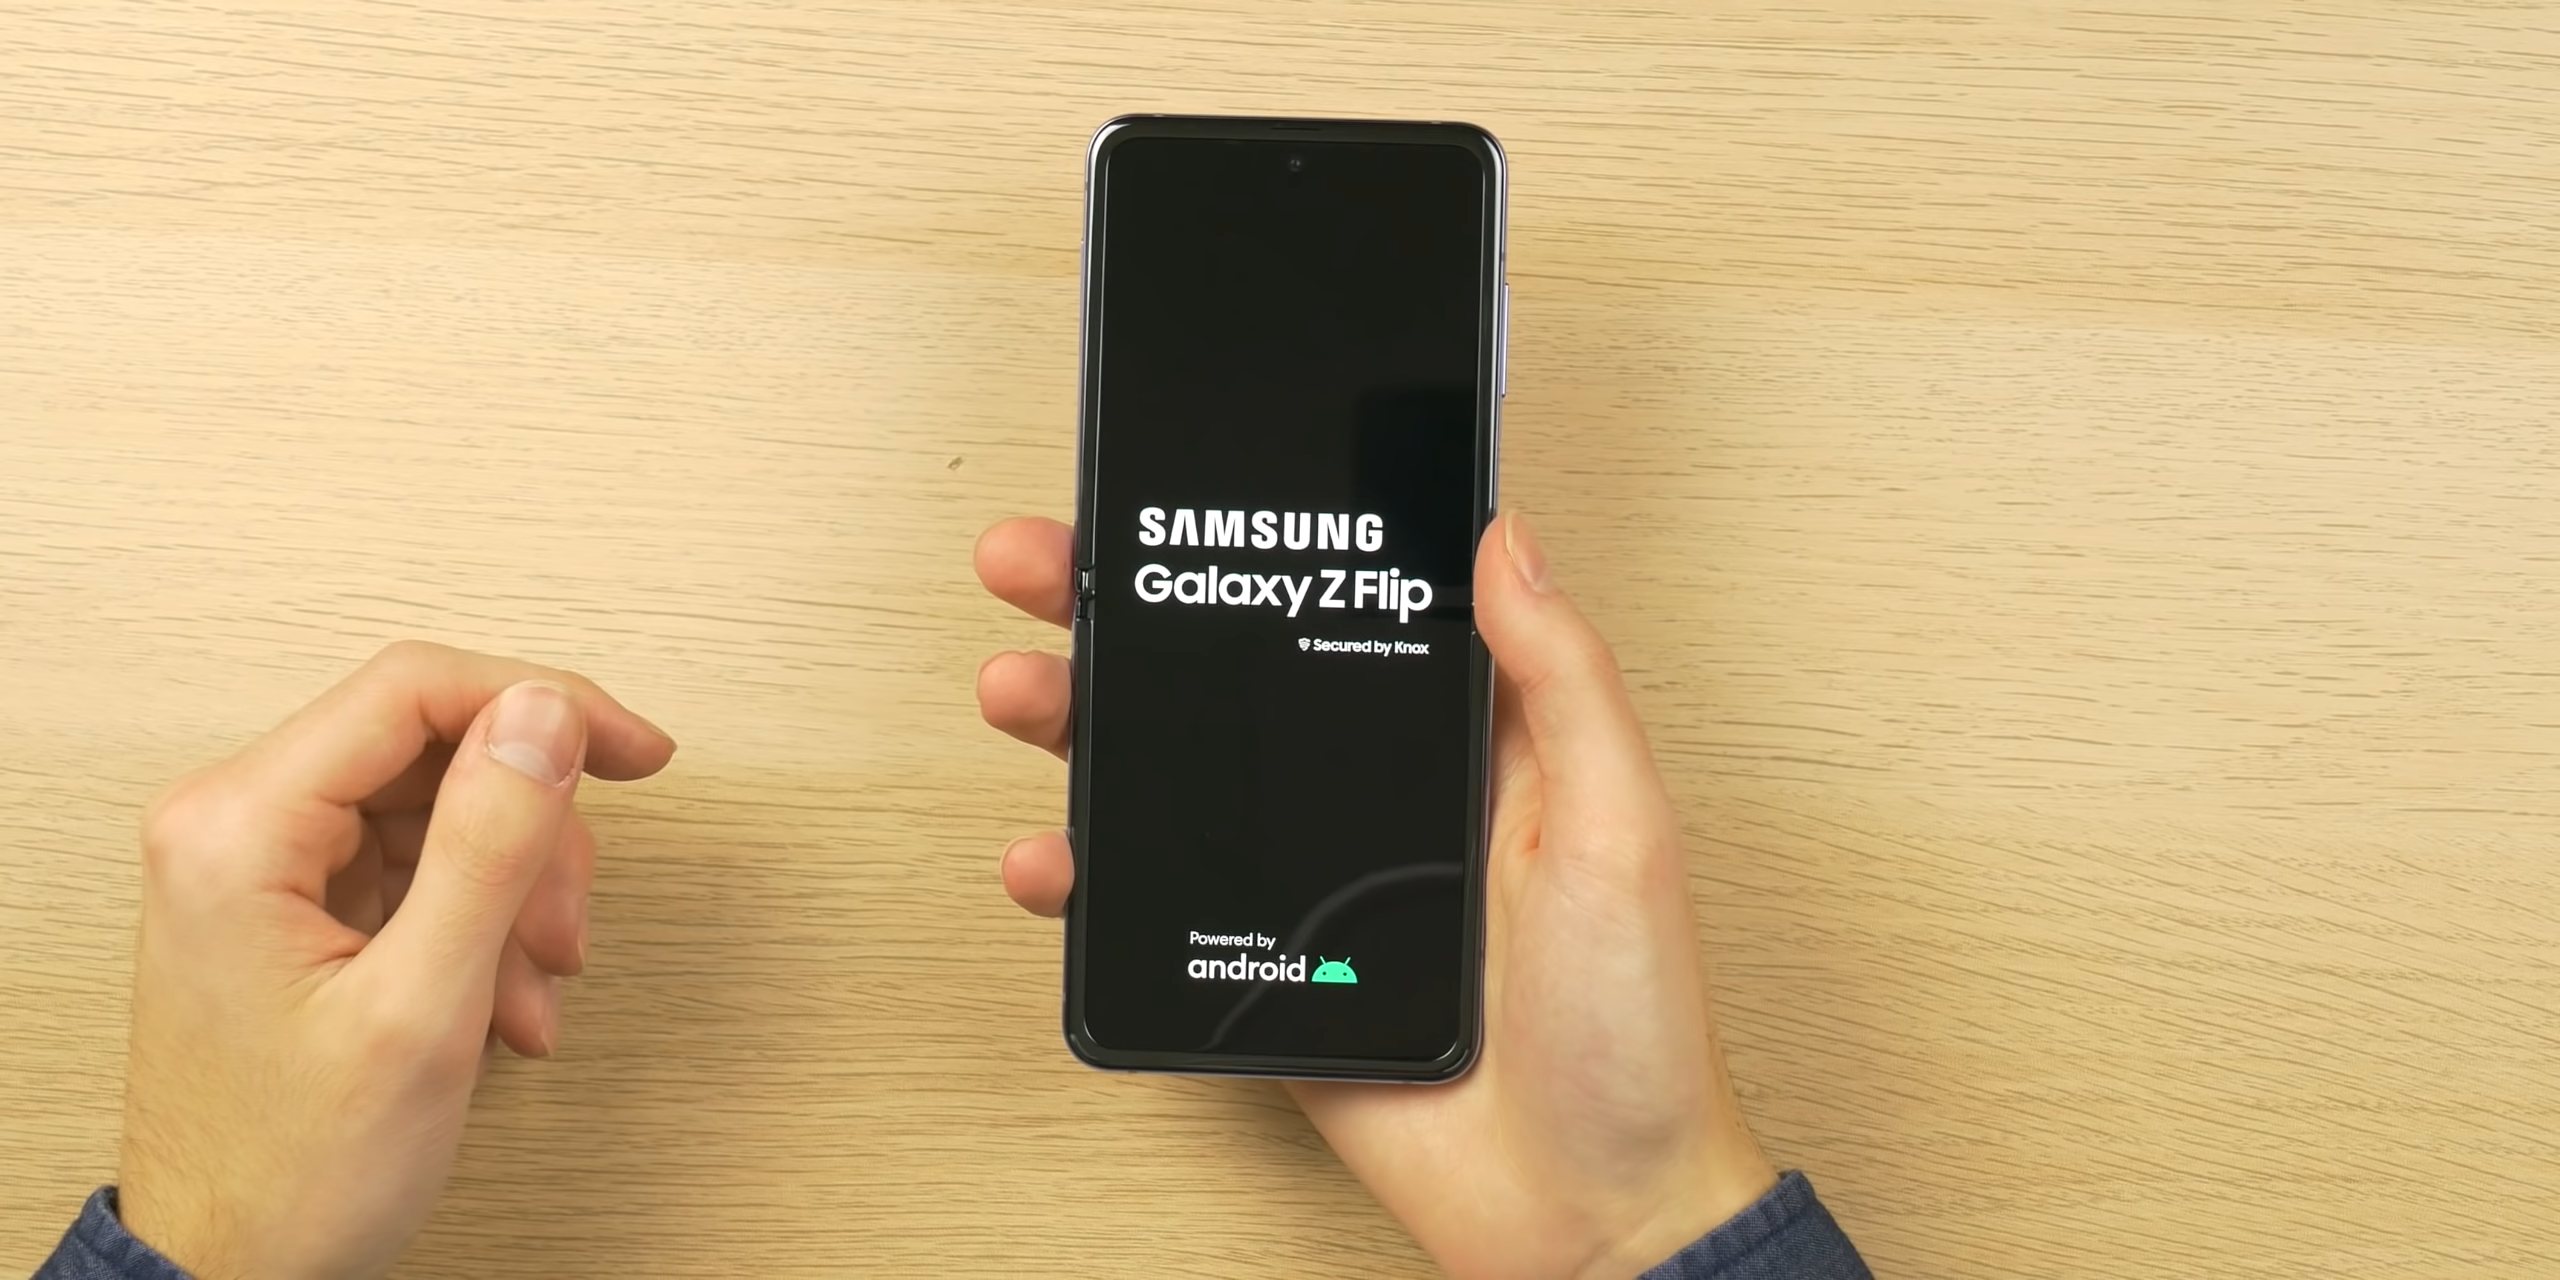 SAMSUNG
Galaxy Z Flip
Secured by Knox
Powered by
android